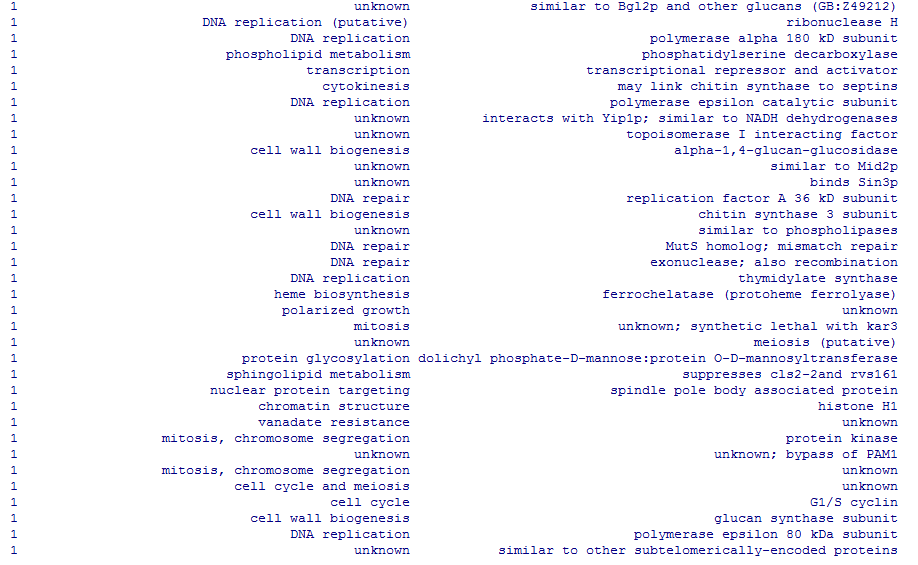 1 unknown similar to Bgl2p and other glucans (GB:Z49212)
1 DNA replication (putative) ribonuclease H
1 DNA replication polymerase alpha 180 kD subunit
1 phospholipid metabolism phosphatidylserine decarboxylase
1 transcription transcriptional repressor and activator
1 cytokinesis may link chitin synthase to septins
1 DNA replication polymerase epsilon catalytic subunit
1 unknown interacts with Yip1p; similar to NADH dehydrogenases
1 unknown topoisomerase I interacting factor
1 cell wall biogenesis alpha-1,4-glucan-glucosidase
1 unknown similar to Mid2p
1 unknown binds Sin3p
1 DNA repair replication factor A 36 kD subunit
1 cell wall biogenesis chitin synthase 3 subunit
1 unknown similar to phospholipases
1 DNA repair MutS homolog; mismatch repair
1 DNA repair exonuclease; also recombination
1 DNA replication thymidylate synthase
1 heme biosynthesis ferrochelatase (protoheme ferrolyase)
1 polarized growth unknown
1 mitosis unknown; synthetic lethal with kar3
1 unknown meiosis (putative)
1 protein glycosylation dolichyl phosphate-D-mannose:protein O-D-mannosyltransferase
1 sphingolipid metabolism suppresses cls2-2and rvs161
1 nuclear protein targeting spindle pole body associated protein
1 chromatin structure histone H1
1 vanadate resistance unknown
1 mitosis, chromosome segregation protein kinase
1 unknown unknown; bypass of PAM1
1 mitosis, chromosome segregation unknown
1 cell cycle and meiosis unknown
1 cell cycle G1/S cyclin
1 cell wall biogenesis glucan synthase subunit
1 DNA replication polymerase epsilon 80 kDa subunit
1 unknown similar to other subtelomerically-encoded proteins